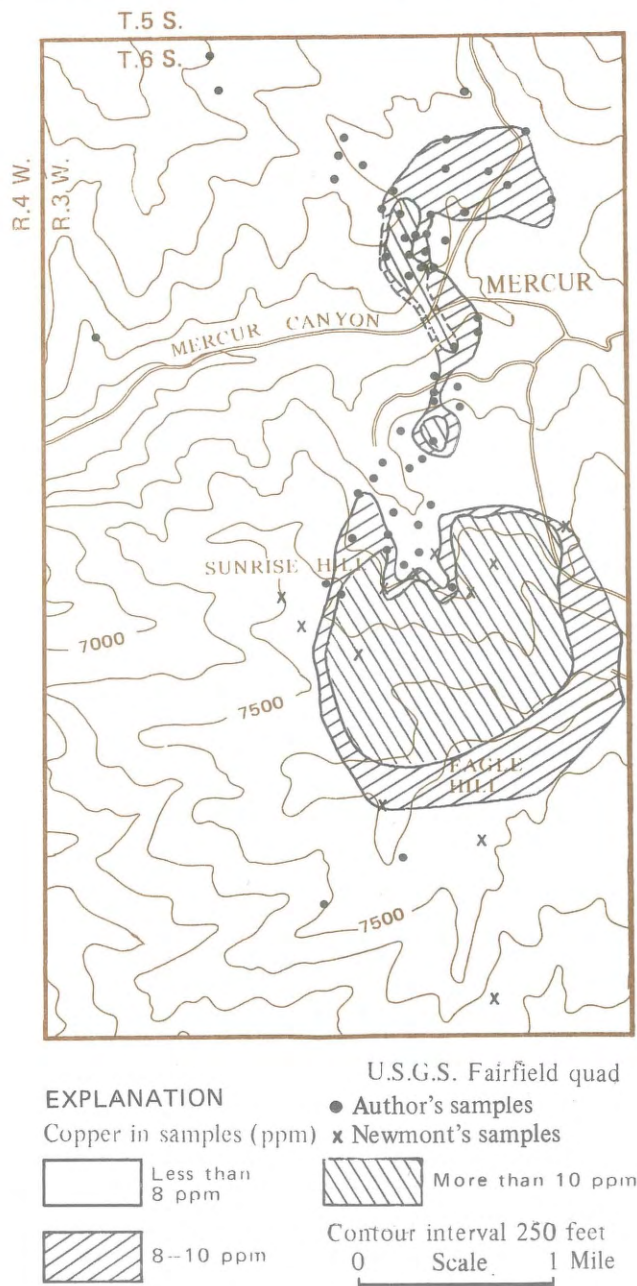 T.5 S.
T.6 S.
R.4 W.
R.3 W.
MERCUR
MERCUR CANYON
SUNRISE HILL
7000
7500
EAGLE
HILL
7500
U.S.G.S. Fairfield quad
EXPLANATION
● Author's samples
Copper in samples (ppm)
x Newmont's samples
Less than
8 ppm
More than 10 ppm
8--10 ppm
Contour interval 250 feet
0 Scale 1 Mile